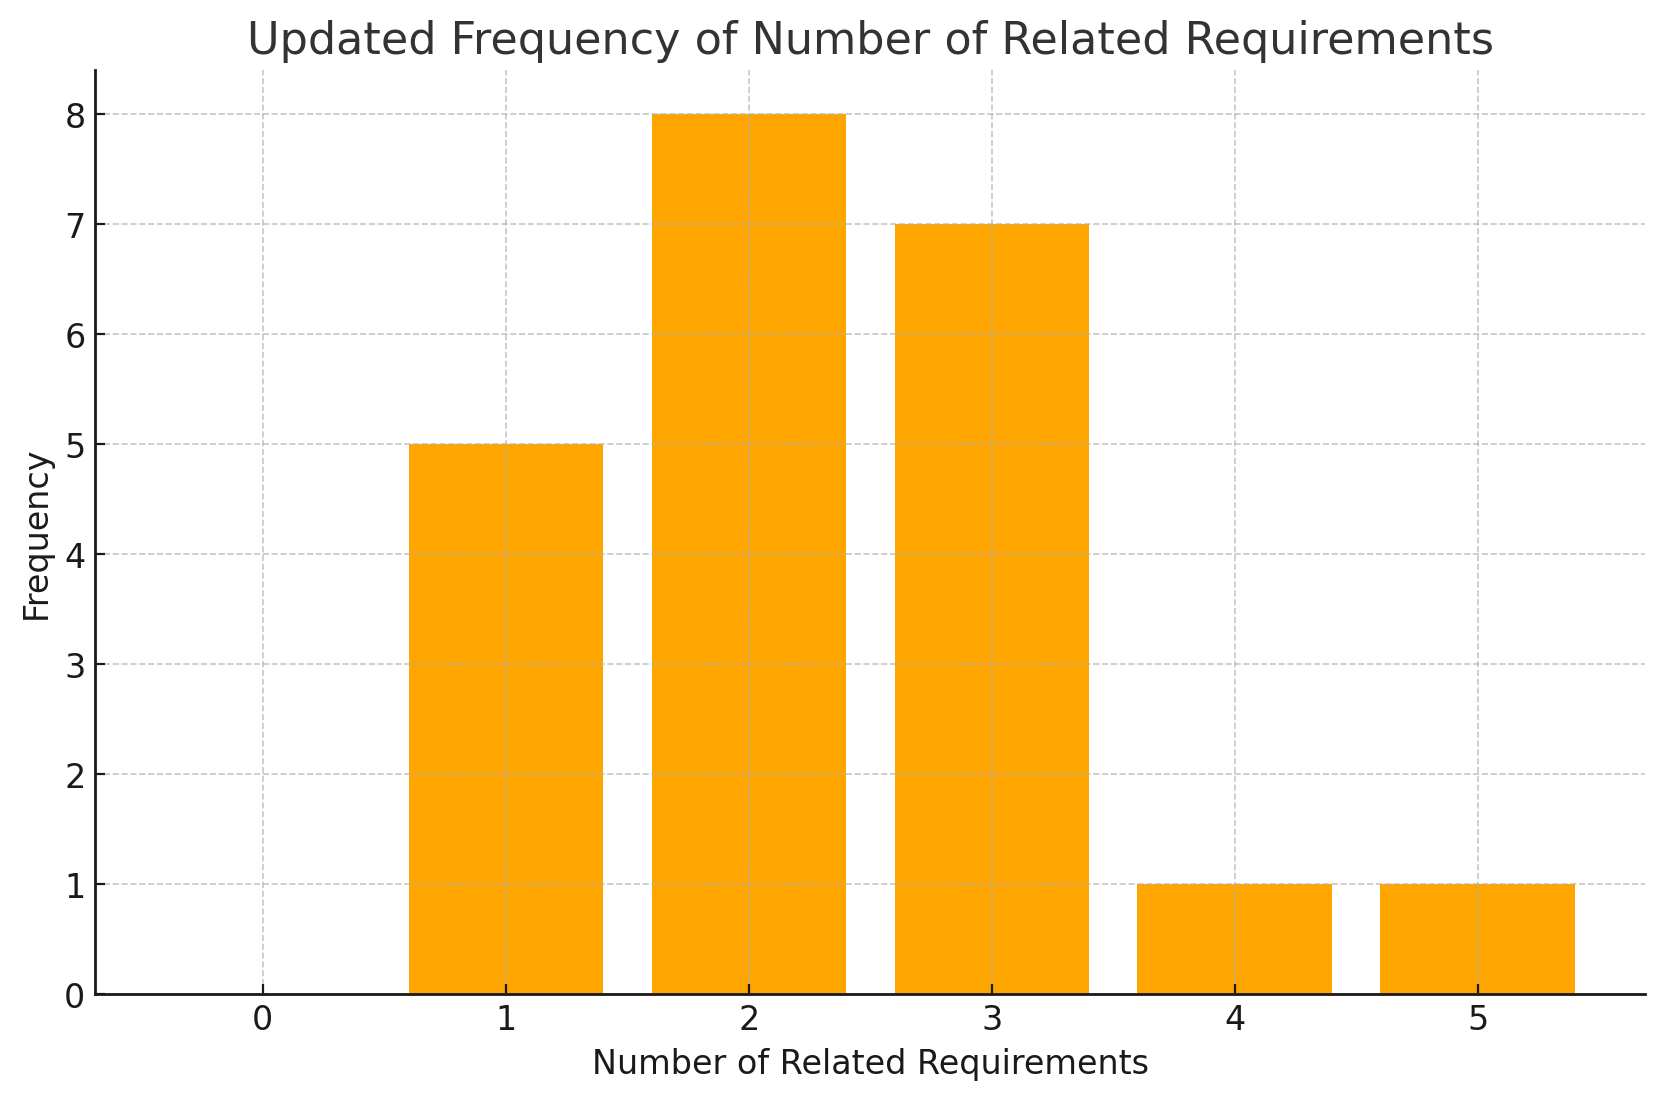 Updated Frequency of Number of Related Requirements
8
7
6
5
4
3
2
1
0
Frequency
0 1 2 3 4 5
Number of Related Requirements